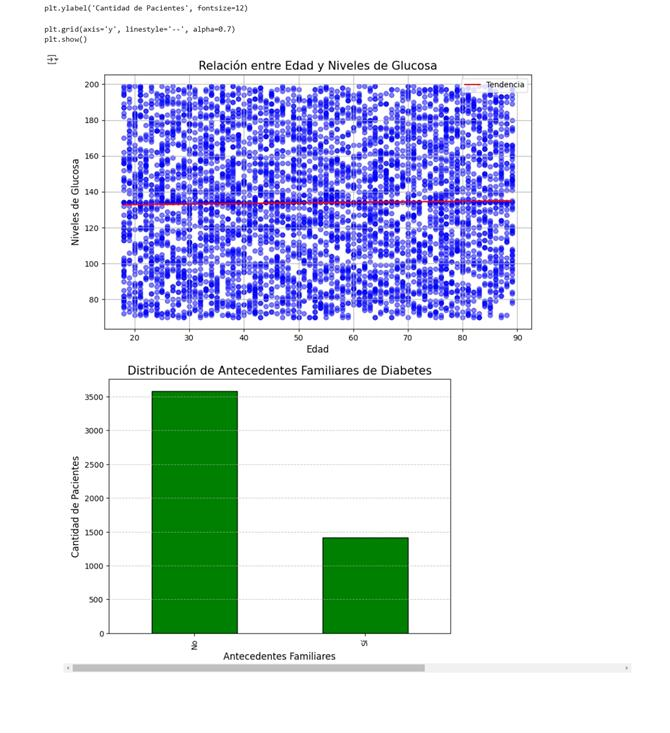 plt.ylabel('Cantidad de Pacientes', fontsize=12)
plt.grid(axis='y', linestyle='--', alpha=0.7)
plt.show()
Relación entre Edad y Niveles de Glucosa
Tendencia
200
180
160
140
120
100
80
Niveles de Glucosa
20 30 40 50 60 70 80 90
Edad
Distribución de Antecedentes Familiares de Diabetes
3500
3000
2500
2000
1500
1000
500
0
Cantidad de Pacientes
No Sí
Antecedentes Familiares